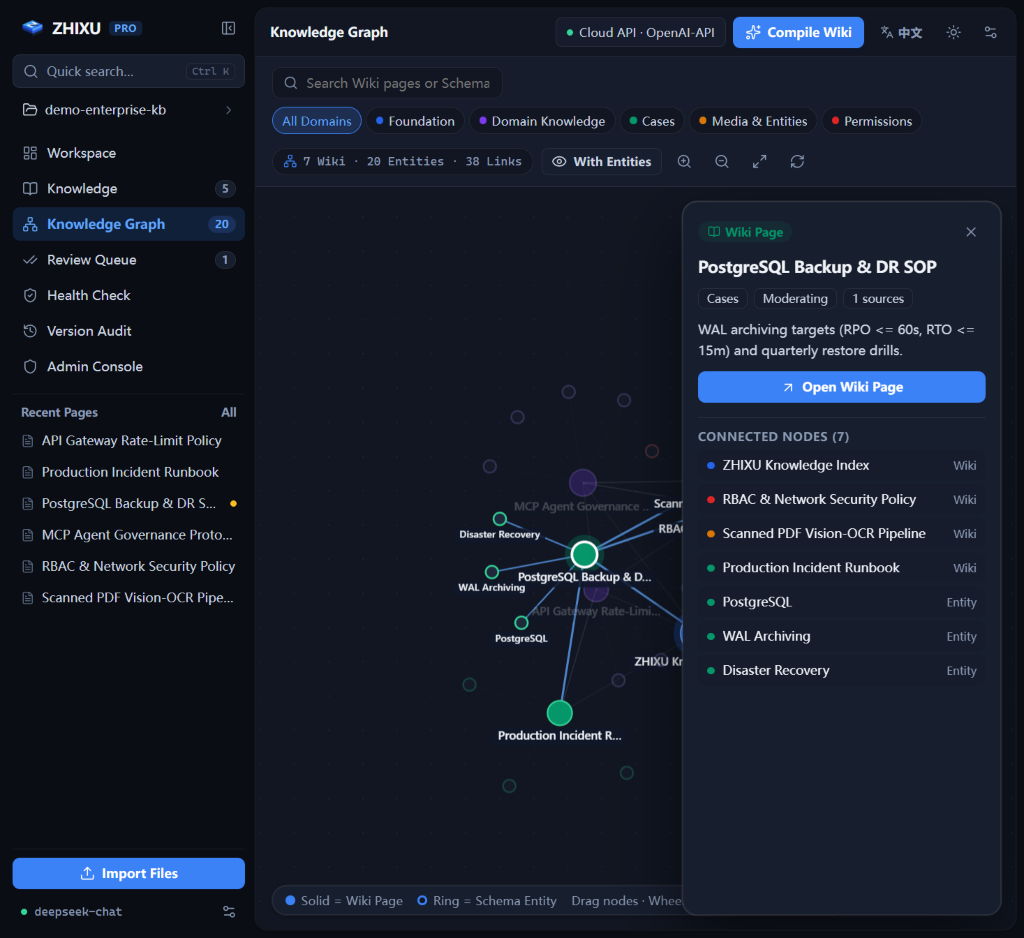 ZHIXU PRO
Quick search... Ctrl K
demo-enterprise-kb
Workspace
Knowledge 5
Knowledge Graph 20
Review Queue 1
Health Check
Version Audit
Admin Console
Recent Pages All
API Gateway Rate-Limit Policy
Production Incident Runbook
PostgreSQL Backup & DR S...
MCP Agent Governance Proto...
RBAC & Network Security Policy
Scanned PDF Vision-OCR Pipe...
Import Files
deepseek-chat
Knowledge Graph
Cloud API · OpenAI-API
Compile Wiki
中文
Search Wiki pages or Schema
All Domains Foundation Domain Knowledge Cases Media & Entities Permissions
7 Wiki · 20 Entities · 38 Links With Entities
MCP Agent Governance ...
Scann
RBAC
Disaster Recovery
PostgreSQL Backup & D...
WAL Archiving
API Gateway Rate-Limi...
PostgreSQL
ZHIXU Kn
Production Incident R...
Solid = Wiki Page Ring = Schema Entity Drag nodes · Whee
Wiki Page
PostgreSQL Backup & DR SOP
Cases Moderating 1 sources
WAL archiving targets (RPO <= 60s, RTO <=
15m) and quarterly restore drills.
Open Wiki Page
CONNECTED NODES (7)
ZHIXU Knowledge Index Wiki
RBAC & Network Security Policy Wiki
Scanned PDF Vision-OCR Pipeline Wiki
Production Incident Runbook Wiki
PostgreSQL Entity
WAL Archiving Entity
Disaster Recovery Entity